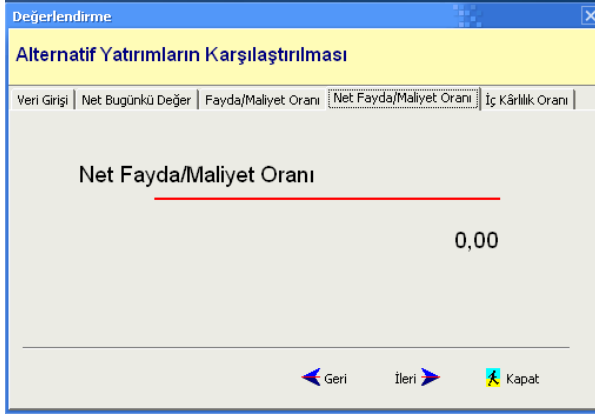 Değerlendirme
Alternatif Yatırımların Karşılaştırılması
Veri Girişi Net Bugünkü Değer Fayda/Maliyet Oranı Net Fayda/Maliyet Oranı İç Kârlılık Oranı
Net Fayda/Maliyet Oranı
0,00
Geri İleri Kapat